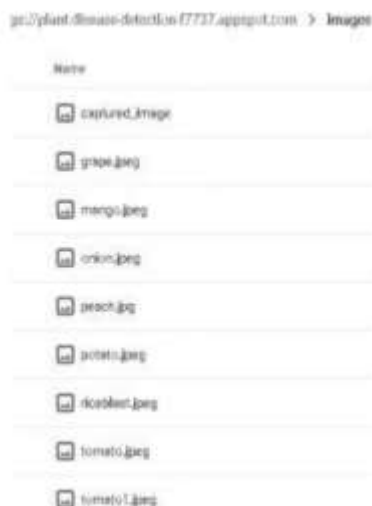 gs://plant-disease-detection-f7737.appspot.com > Images
Name
captured_image
grape.jpeg
mango.jpeg
onion.jpeg
peach.jpg
potato.jpeg
riceblast.jpeg
tomato.jpeg
tomato1.jpeg